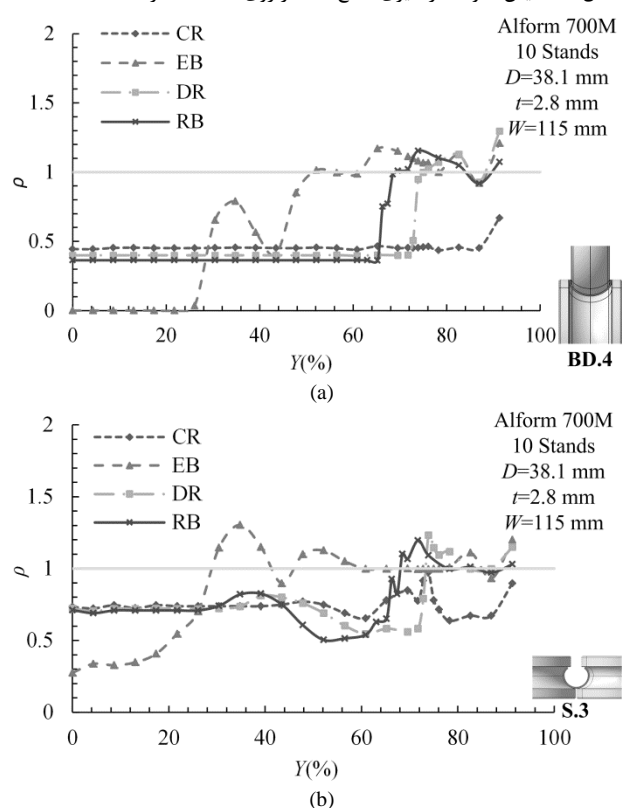 CR
EB
DR
RB
Alform 700M
10 Stands
D=38.1 mm
t=2.8 mm
W=115 mm
2
1.5
1
0.5
0
ρ
0 20 40 60 80 100
Y(%)
BD.4
(a)
CR
EB
DR
RB
Alform 700M
10 Stands
D=38.1 mm
t=2.8 mm
W=115 mm
2
1.5
1
0.5
0
ρ
0 20 40 60 80 100
Y(%)
S.3
(b)